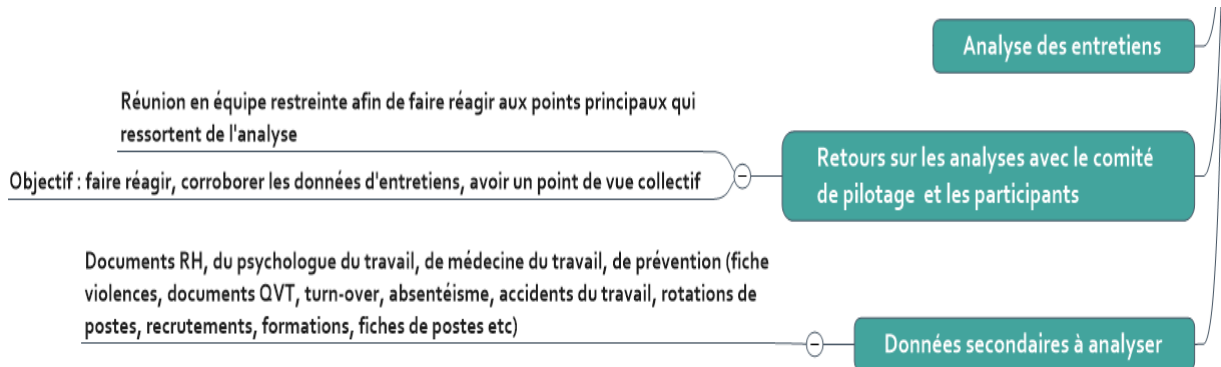 Analyse des entretiens
Réunion en équipe restreinte afin de faire réagir aux points principaux qui
ressortent de l'analyse
Objectif : faire réagir, corroborer les données d'entretiens, avoir un point de vue collectif
Retours sur les analyses avec le comité
de pilotage et les participants
Documents RH, du psychologue du travail, de médecine du travail, de prévention (fiche
violences, documents QVT, turn-over, absentéisme, accidents du travail, rotations de
postes, recrutements, formations, fiches de postes etc)
Données secondaires à analyser